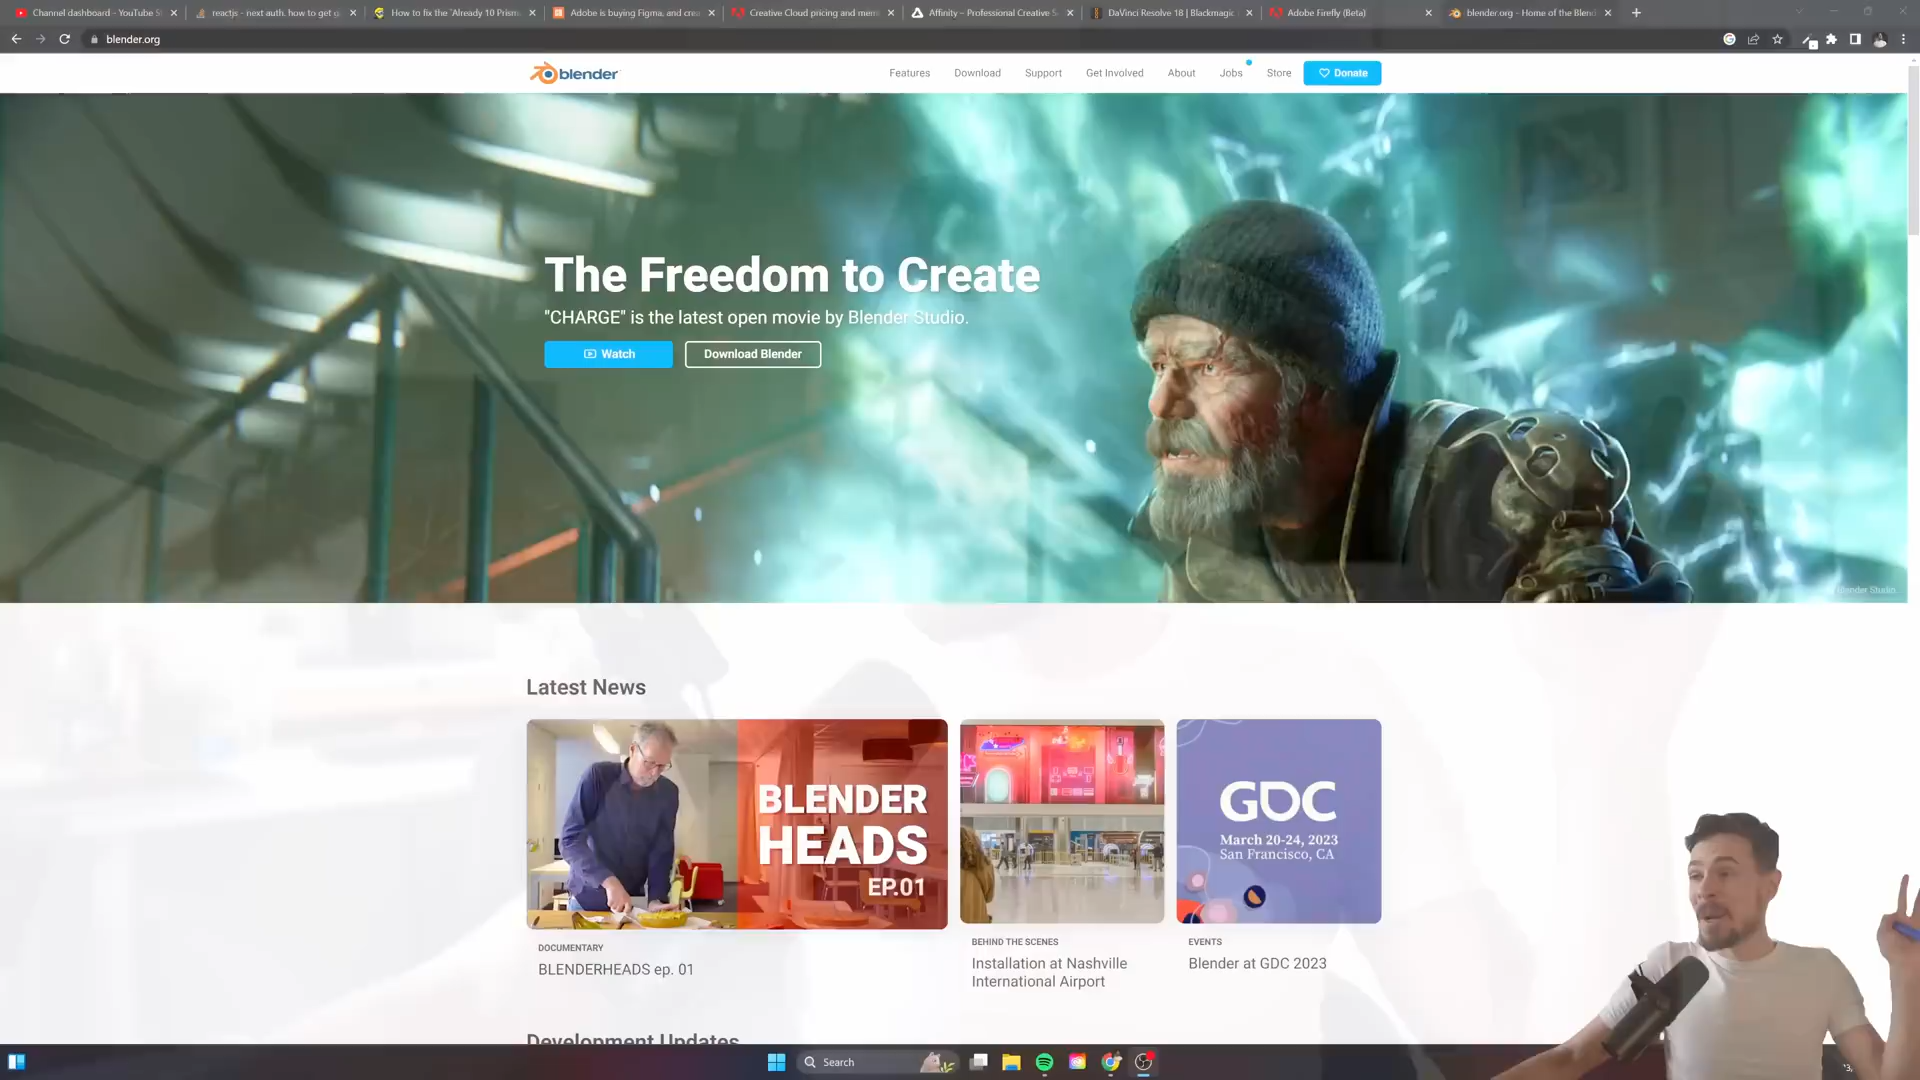 Channel dashboard - YouTube St
reactjs - next auth. how to get g
How to fix the "Already 10 Prism
Adobe is buying Figma; and crea
Creative Cloud pricing and mem
Affinity – Professional Creative S
DaVinci Resolve 18 | Blackmagic
Adobe Firefly (Beta)
blender.org - Home of the Blend
blender.org
blender
Features
Download
Support
Get Involved
About
Jobs
Store
Donate
The Freedom to Create
"CHARGE" is the latest open movie by Blender Studio.
Watch
Download Blender
Blender Studio
Latest News
BLENDER
HEADS
EP.01
GDC
March 20-24, 2023
San Francisco, CA
DOCUMENTARY
BLENDERHEADS ep. 01
BEHIND THE SCENES
Installation at Nashville
International Airport
EVENTS
Blender at GDC 2023
Development Updates
Search